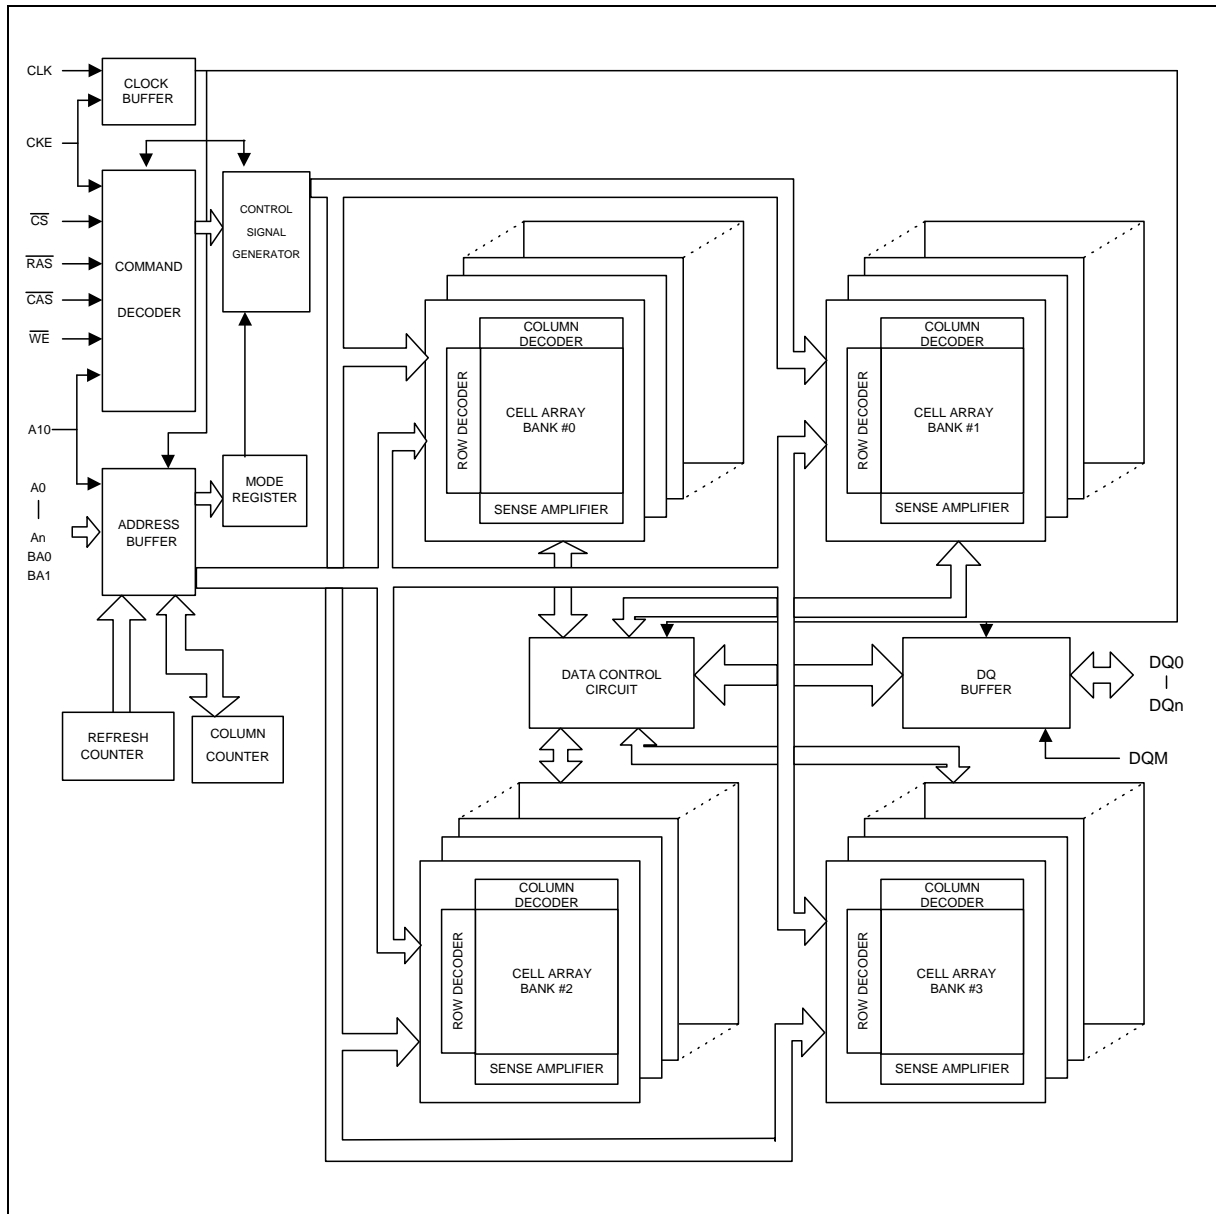 CLK
CLOCK
BUFFER
CKE
CS
RAS
CAS
WE
COMMAND
DECODER
CONTROL
SIGNAL
GENERATOR
A10
A0
An
BA0
BA1
ADDRESS
BUFFER
MODE
REGISTER
REFRESH
COUNTER
COLUMN
COUNTER
COLUMN
DECODER
ROW DECODER
CELL ARRAY
BANK #0
SENSE AMPLIFIER
COLUMN
DECODER
ROW DECODER
CELL ARRAY
BANK #1
SENSE AMPLIFIER
DATA CONTROL
CIRCUIT
DQ
BUFFER
DQ0
DQn
DQM
COLUMN
DECODER
ROW DECODER
CELL ARRAY
BANK #2
SENSE AMPLIFIER
COLUMN
DECODER
ROW DECODER
CELL ARRAY
BANK #3
SENSE AMPLIFIER